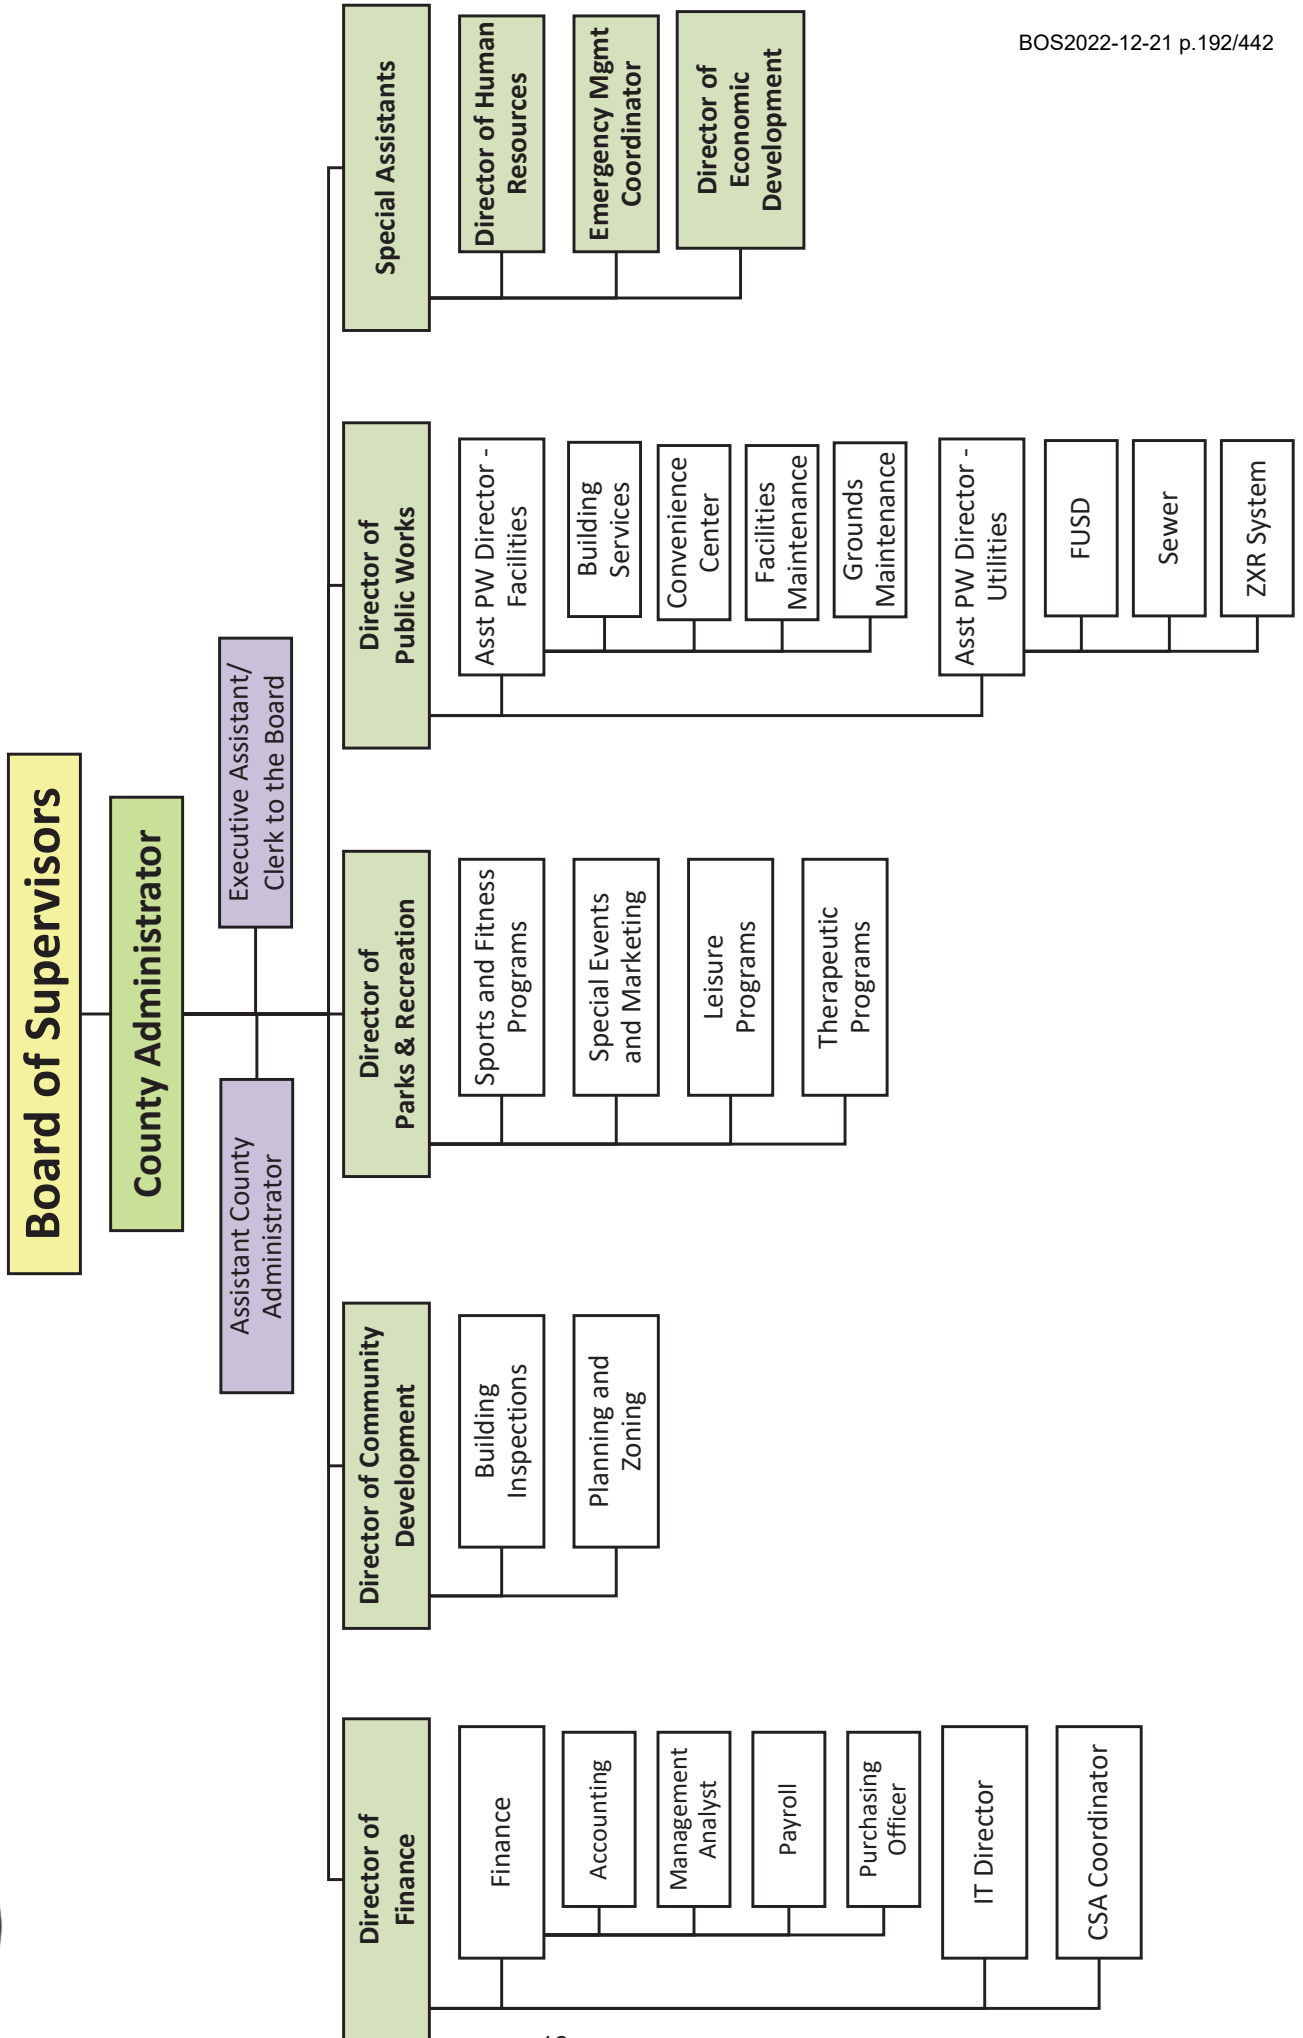 BOS2022-12-21 p.192/442
Board of Supervisors
County Administrator
Assistant County
Administrator
Executive Assistant/
Clerk to the Board
Director of
Finance
Finance
Accounting
Management
Analyst
Payroll
Purchasing
Officer
IT Director
CSA Coordinator
Director of Community
Development
Building
Inspections
Planning and
Zoning
Director of
Parks & Recreation
Sports and Fitness
Programs
Special Events
and Marketing
Leisure
Programs
Therapeutic
Programs
Director of
Public Works
Asst PW Director -
Facilities
Building
Services
Convenience
Center
Facilities
Maintenance
Grounds
Maintenance
Asst PW Director -
Utilities
FUSD
Sewer
ZXR System
Special Assistants
Director of Human
Resources
Emergency Mgmt
Coordinator
Director of
Economic
Development